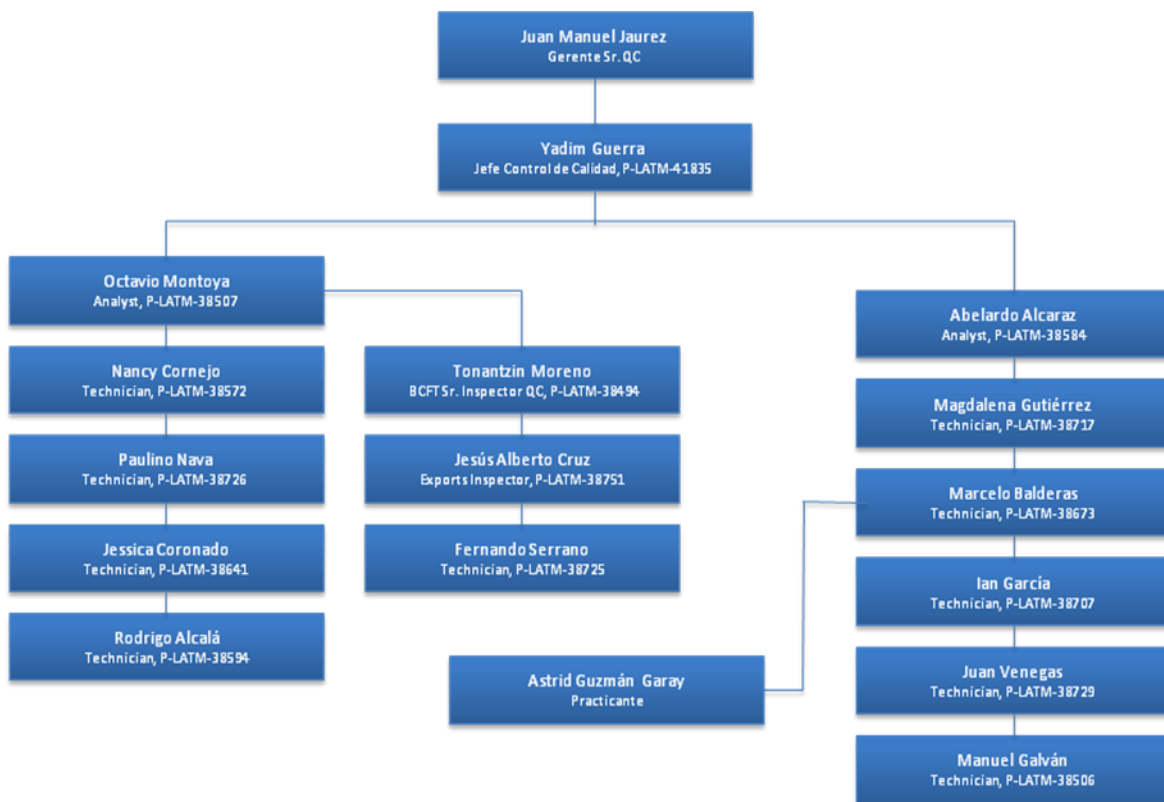 Juan Manuel Jaurez
Gerente Sr. QC
Yadim Guerra
Jefe Control de Calidad, P-LATM-41835
Octavio Montoya
Analyst, P-LATM-38507
Nancy Cornejo
Technician, P-LATM-38572
Paulino Nava
Technician, P-LATM-38726
Jessica Coronado
Technician, P-LATM-38641
Rodrigo Alcalá
Technician, P-LATM-38594
Tonantzin Moreno
BCFT Sr. Inspector QC, P-LATM-38494
Jesús Alberto Cruz
Exports Inspector, P-LATM-38751
Fernando Serrano
Technician, P-LATM-38725
Abelardo Alcaraz
Analyst, P-LATM-38584
Magdalena Gutiérrez
Technician, P-LATM-38717
Marcelo Balderas
Technician, P-LATM-38673
Ian García
Technician, P-LATM-38707
Juan Venegas
Technician, P-LATM-38729
Manuel Galván
Technician, P-LATM-38506
Astrid Guzmán Garay
Practicante